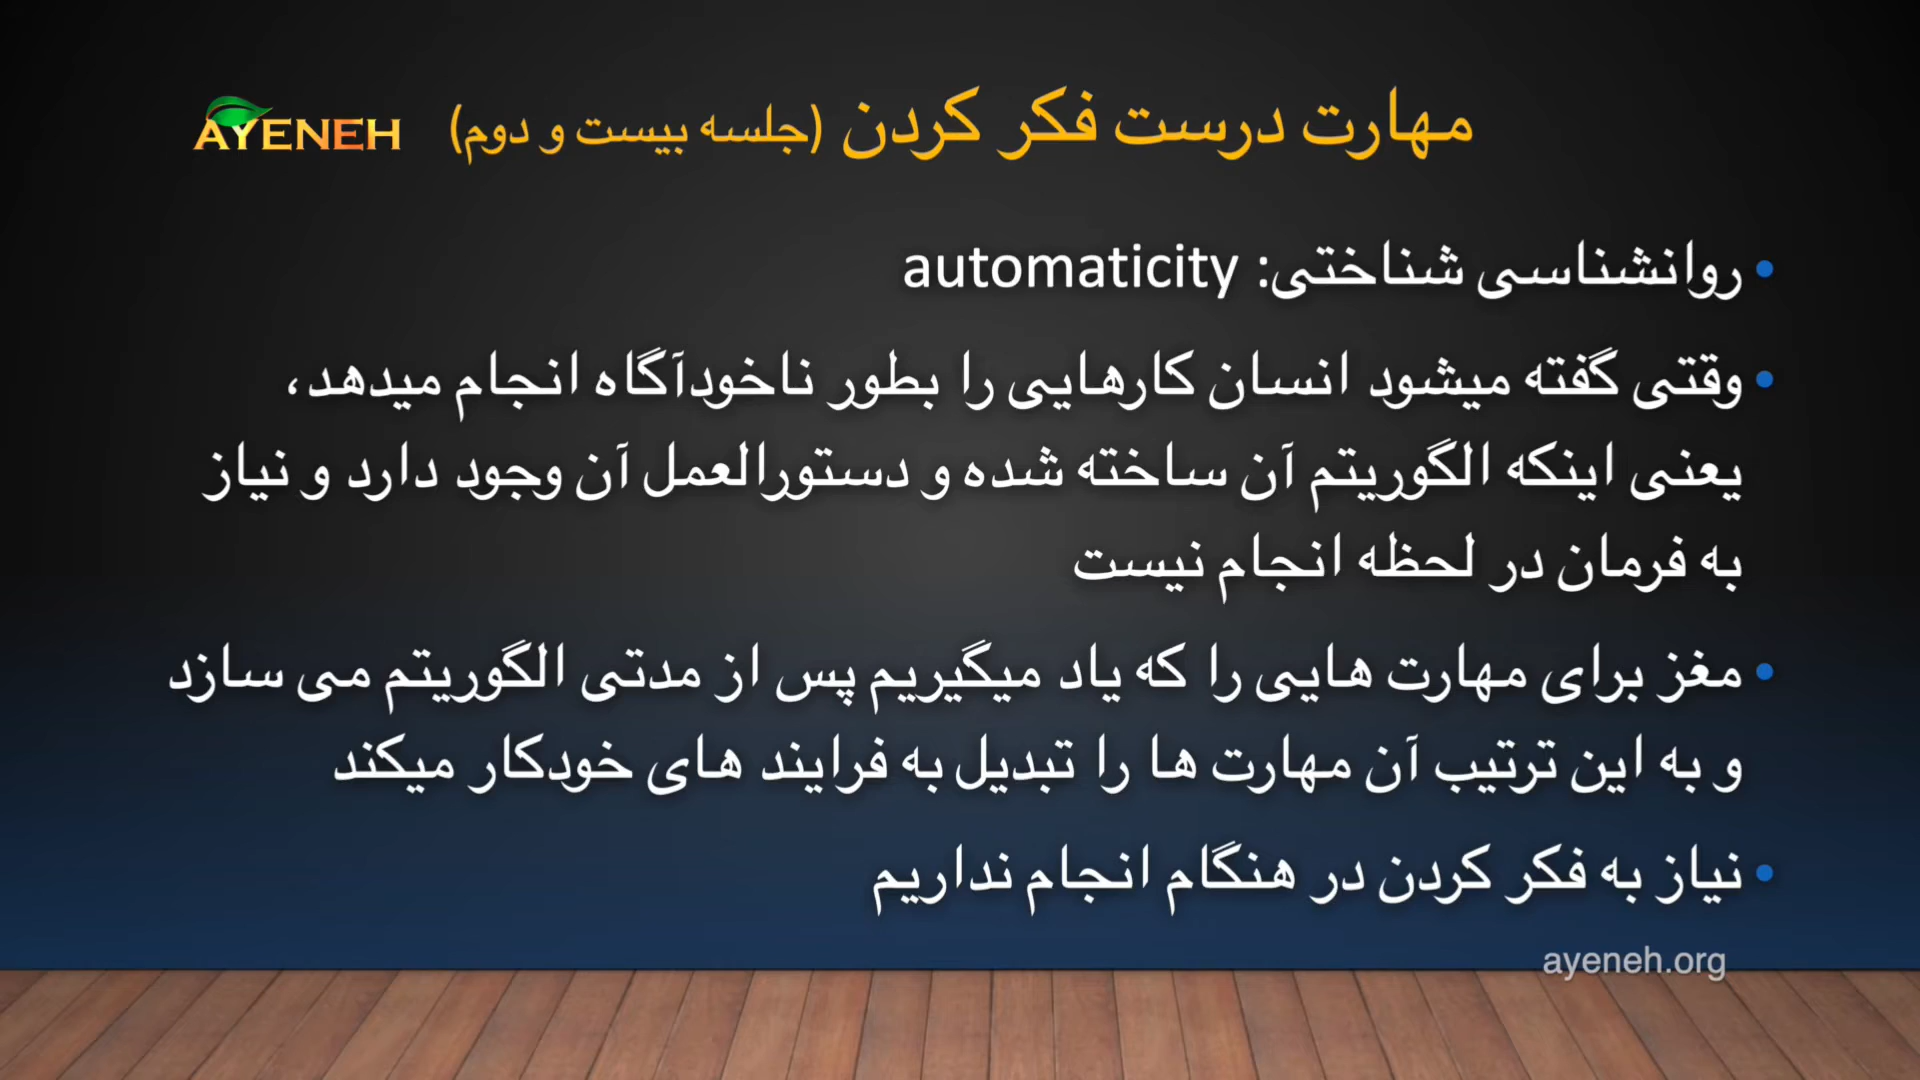 مهارت درست فکر کردن (جلسه بیست و دوم)
AYENEH
• روانشناسی شناختی: automaticity
• وقتی گفته میشود انسان کارهایی را بطور ناخودآگاه انجام میدهد،
یعنی اینکه الگوریتم آن ساخته شده و دستورالعمل آن وجود دارد و نیاز
به فرمان در لحظه انجام نیست
• مغز برای مهارت هایی را که یاد میگیریم پس از مدتی الگوریتم می سازد
و به این ترتیب آن مهارت ها را تبدیل به فرایند های خودکار میکند
• نیاز به فکر کردن در هنگام انجام نداریم
ayeneh.org